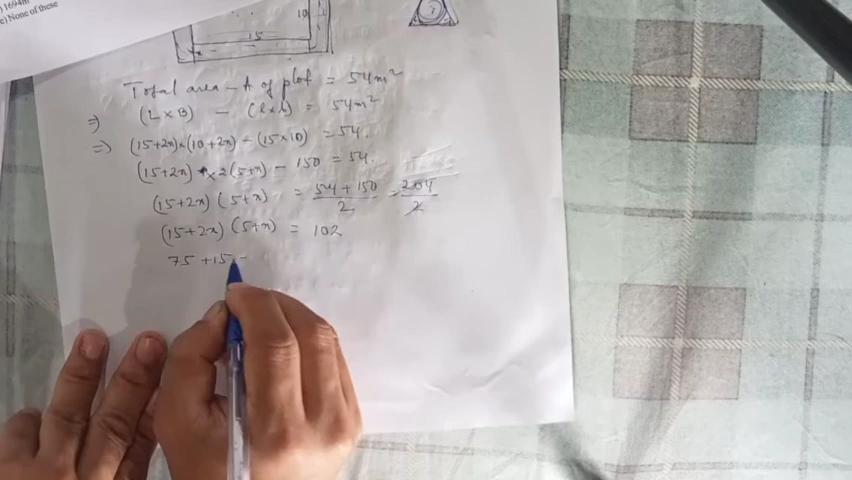 ) 1694m
e) None of these
10
15
x
Total area - A of plot = 54m²
⇒ (L × B) - (l × b) = 54m²
⇒ (15+2x)×(10+2x) - (15×10) = 54.
(15+2x) × 2(5+x) - 150 = 54.
(15+2x) (5+x) = 54+150/2 = 204/2
(15+2x) (5+x) = 102
75 +15